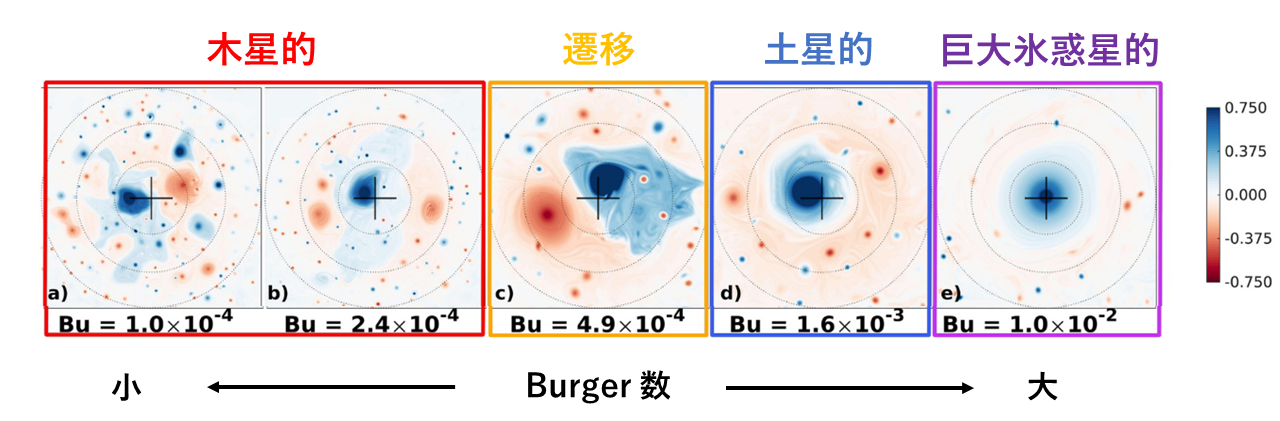 木星的 遷移 土星的 巨大氷惑星的
a) b) c) d) e)
Bu = 1.0×10⁻⁴ Bu = 2.4×10⁻⁴ Bu = 4.9×10⁻⁴ Bu = 1.6×10⁻³ Bu = 1.0×10⁻²
0.750
0.375
0.000
-0.375
-0.750
小 Burger 数 大